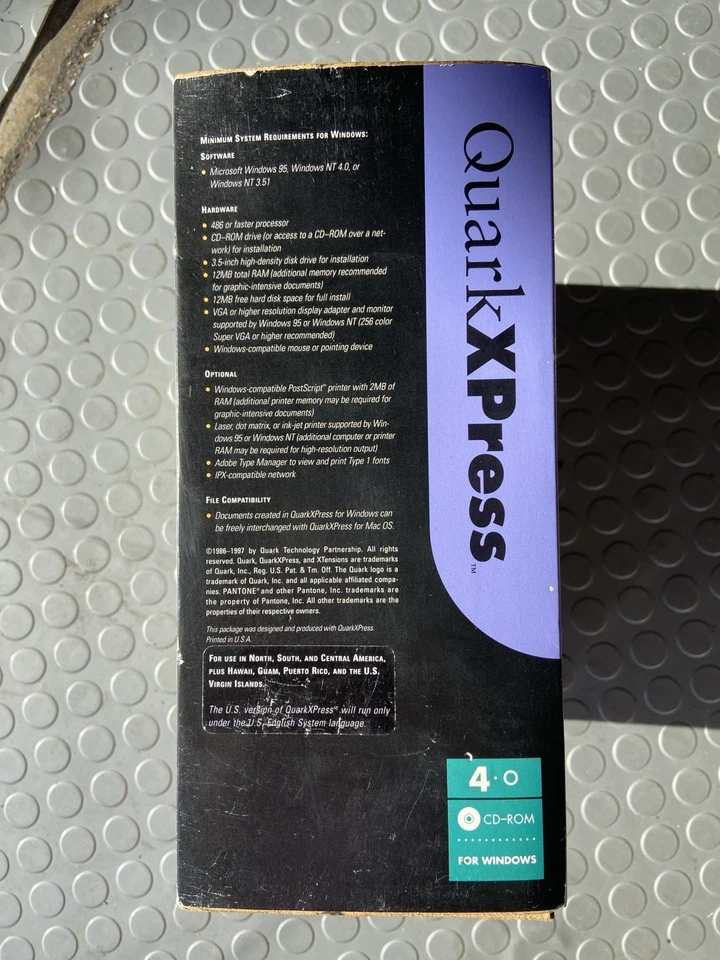 MINIMUM SYSTEM REQUIREMENTS FOR WINDOWS:
SOFTWARE
• Microsoft Windows 95, Windows NT 4.0, or
Windows NT 3.51
HARDWARE
• 486 or faster processor
• CD–ROM drive (or access to a CD–ROM over a net-
work) for installation
• 3.5-inch high-density disk drive for installation
• 12MB total RAM (additional memory recommended
for graphic-intensive documents)
• 12MB free hard disk space for full install
• VGA or higher resolution display adapter and monitor
supported by Windows 95 or Windows NT (256 color
Super VGA or higher recommended)
• Windows-compatible mouse or pointing device
OPTIONAL
• Windows-compatible PostScript™ printer with 2MB of
RAM (additional printer memory may be required for
graphic-intensive documents)
• Laser, dot matrix, or ink-jet printer supported by Win-
dows 95 or Windows NT (additional computer or printer
RAM may be required for high-resolution output)
• Adobe Type Manager to view and print Type 1 fonts
• IPX-compatible network
FILE COMPATIBILITY
• Documents created in QuarkXPress for Windows can
be freely interchanged with QuarkXPress for Mac OS.
©1986–1997 by Quark Technology Partnership. All rights
reserved. Quark, QuarkXPress, and XTensions are trademarks
of Quark, Inc., Reg. U.S. Pat. & Tm. Off. The Quark logo is a
trademark of Quark, Inc. and all applicable affiliated compa-
nies. PANTONE® and other Pantone, Inc. trademarks are
the property of Pantone, Inc. All other trademarks are the
properties of their respective owners.
This package was designed and produced with QuarkXPress.
Printed in U.S.A.
FOR USE IN NORTH, SOUTH, AND CENTRAL AMERICA,
PLUS HAWAII, GUAM, PUERTO RICO, AND THE U.S.
VIRGIN ISLANDS.
The U.S. version of QuarkXPress® will run only
under the U.S. English System language.
QuarkXPress™
4.0
CD–ROM
FOR WINDOWS